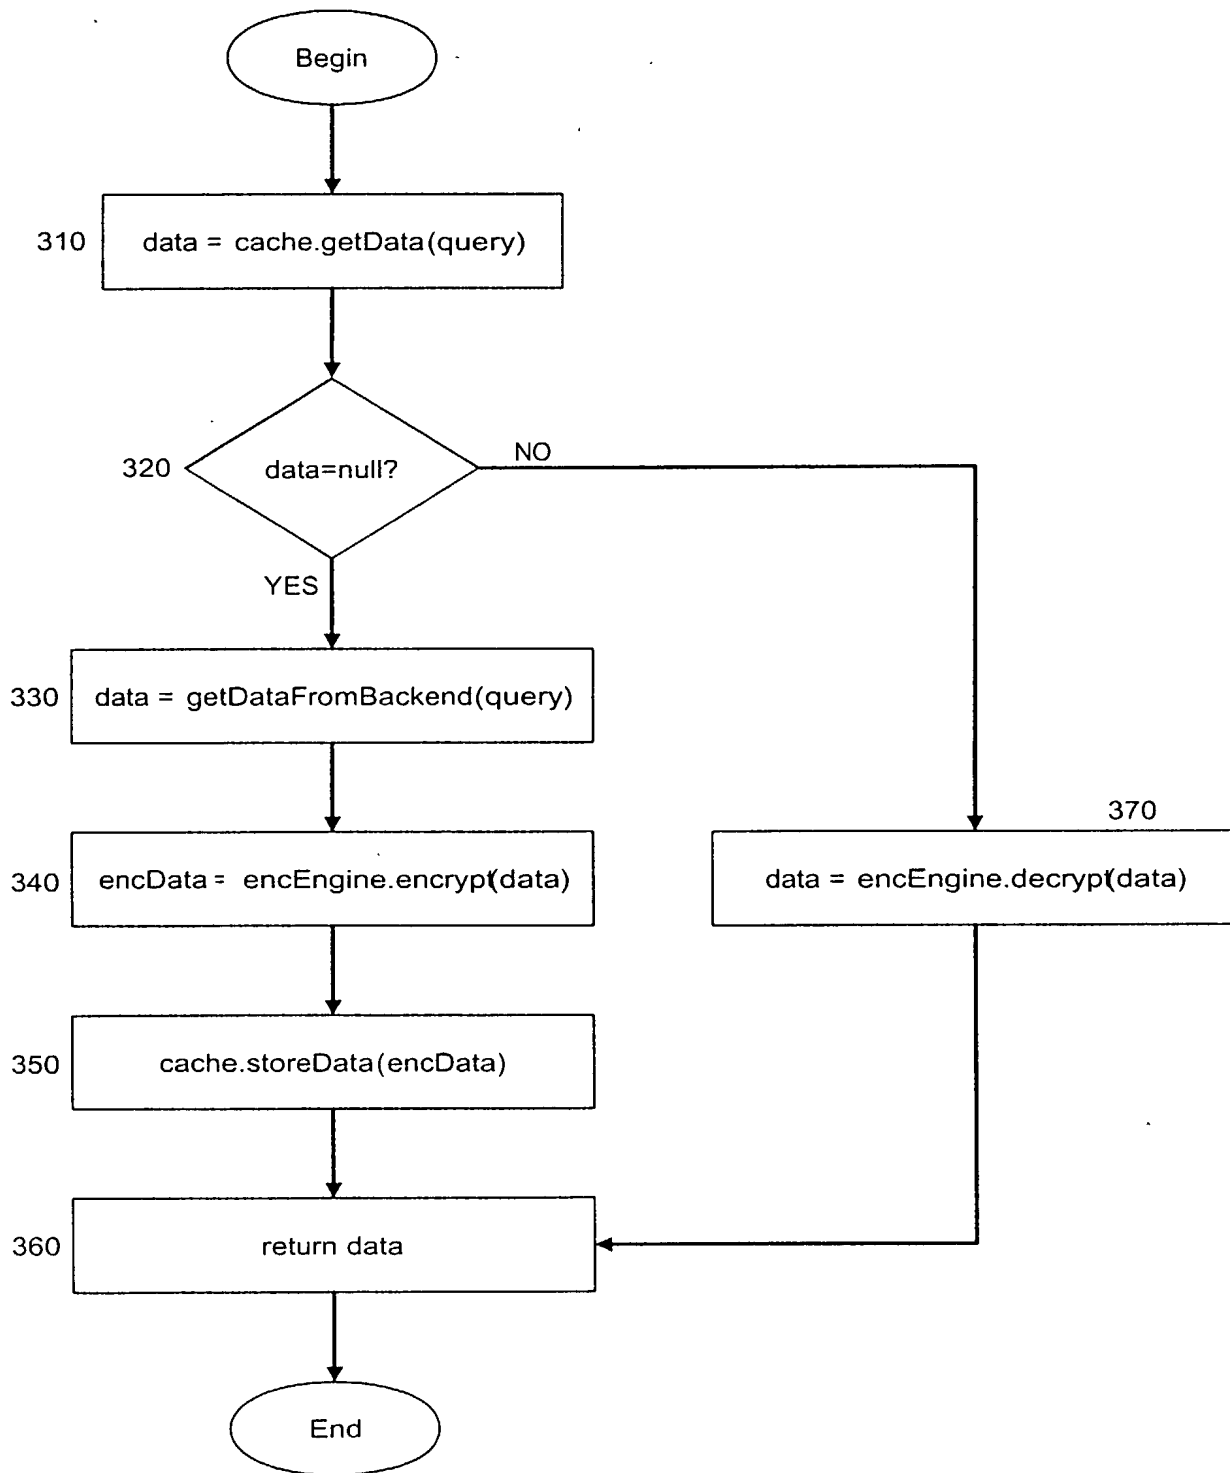 Begin
310
data = cache.getData(query)
320
data=null?
NO
YES
330
data = getDataFromBackend(query)
370
340
encData = encEngine.encrypt(data)
data = encEngine.decrypt(data)
350
cache.storeData(encData)
360
return data
End